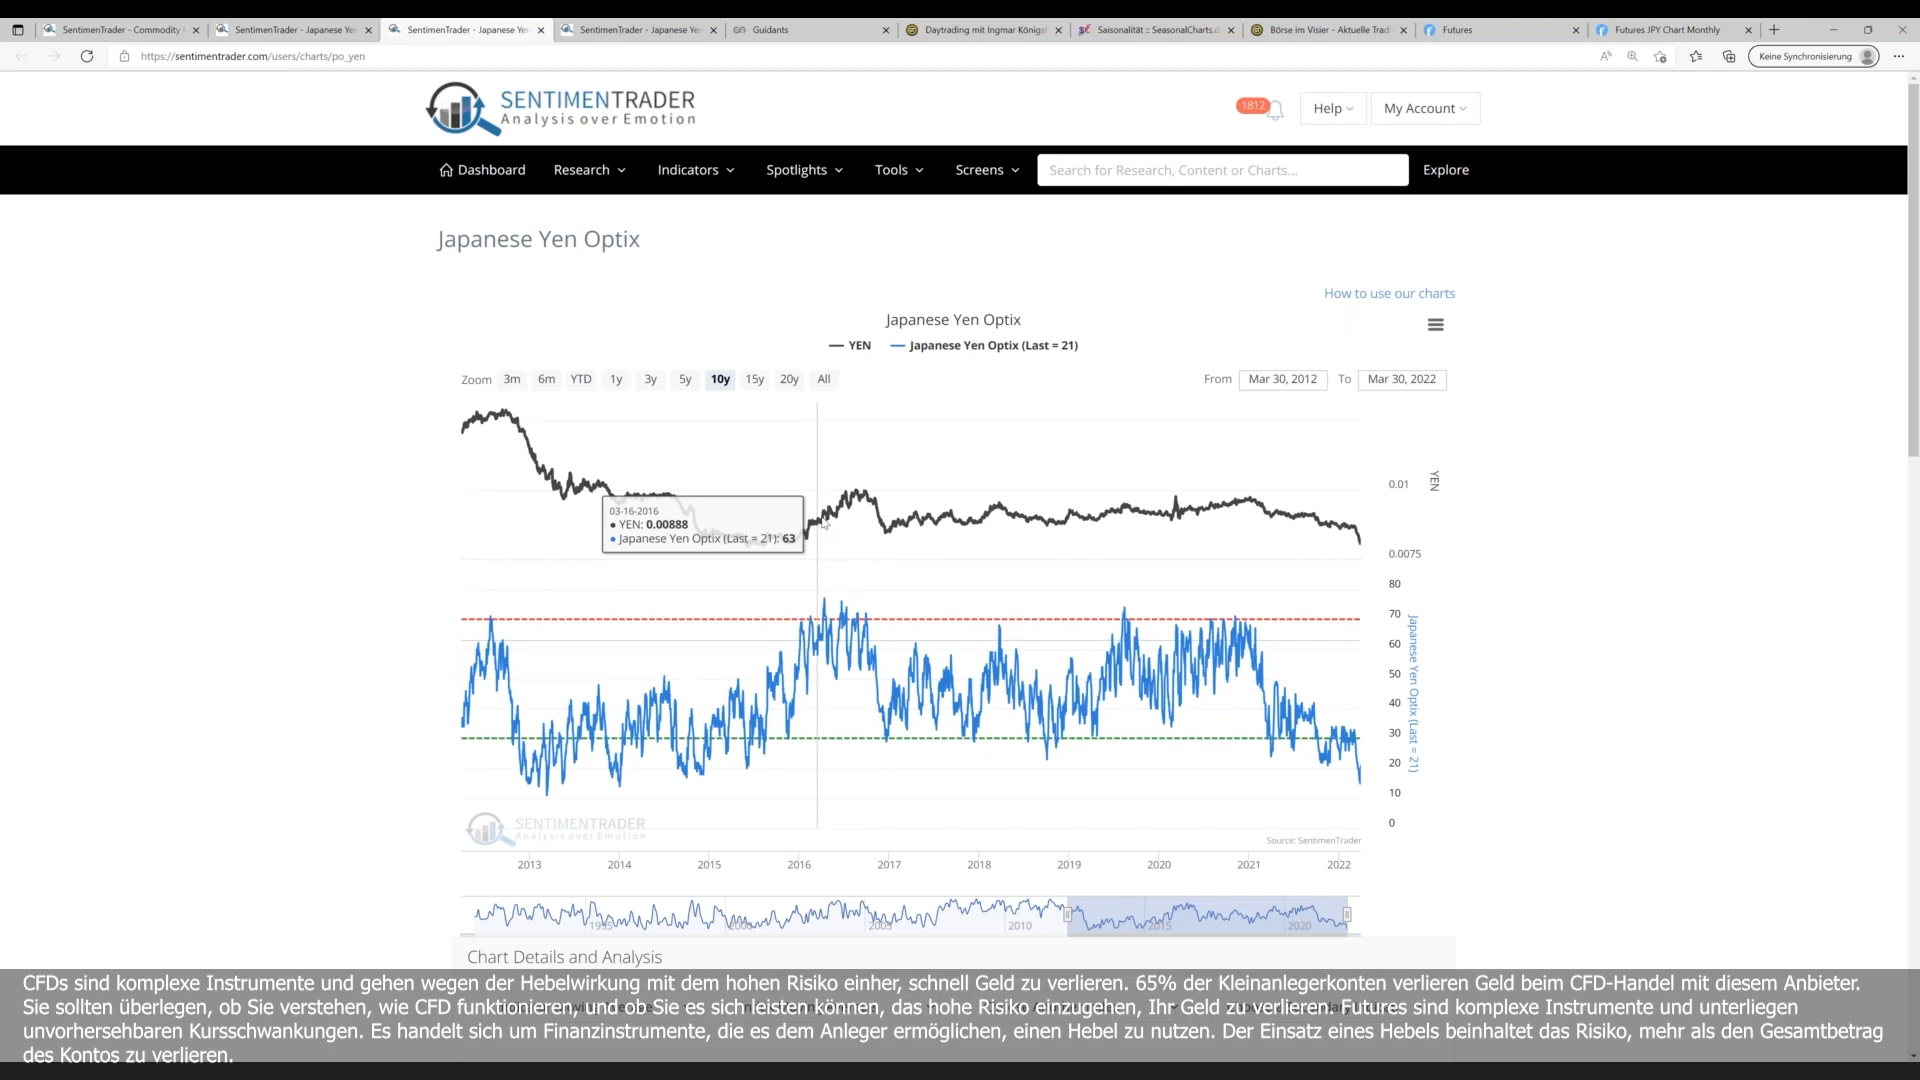 SentimenTrader - Commodity
SentimenTrader - Japanese Ye
SentimenTrader - Japanese Ye
SentimenTrader - Japanese Ye
Guidants
Daytrading mit Ingmar Königs
Saisonalität :: SeasonalCharts.d
Börse im Visier - Aktuelle Tradi
Futures
Futures JPY Chart Monthly
https://sentimentrader.com/users/charts/po_yen
Keine Synchronisierung
SENTIMENTRADER
Analysis over Emotion
1812
Help
My Account
Dashboard
Research
Indicators
Spotlights
Tools
Screens
Search for Research, Content or Charts...
Explore
Japanese Yen Optix
How to use our charts
Japanese Yen Optix
YEN
Japanese Yen Optix (Last = 21)
Zoom 3m 6m YTD 1y 3y 5y 10y 15y 20y All
From Mar 30, 2012 To Mar 30, 2022
03-16-2016
● YEN: 0.00888
● Japanese Yen Optix (Last = 21): 63
0.01
0.0075
YEN
80
70
60
50
40
30
20
10
0
Japanese Yen Optix (Last = 21)
SENTIMENTRADER
Analysis over Emotion
Source: SentimenTrader
2013 2014 2015 2016 2017 2018 2019 2020 2021 2022
1995 2000 2005 2010 2015 2020
Chart Details and Analysis
CFDs sind komplexe Instrumente und gehen wegen der Hebelwirkung mit dem hohen Risiko einher, schnell Geld zu verlieren. 65% der Kleinanlegerkonten verlieren Geld beim CFD-Handel mit diesem Anbieter.
Sie sollten überlegen, ob Sie verstehen, wie CFD funktionieren, und ob Sie es sich leisten können, das hohe Risiko einzugehen, Ihr Geld zu verlieren. Futures sind komplexe Instrumente und unterliegen
unvorhersehbaren Kursschwankungen. Es handelt sich um Finanzinstrumente, die es dem Anleger ermöglichen, einen Hebel zu nutzen. Der Einsatz eines Hebels beinhaltet das Risiko, mehr als den Gesamtbetrag
des Kontos zu verlieren.